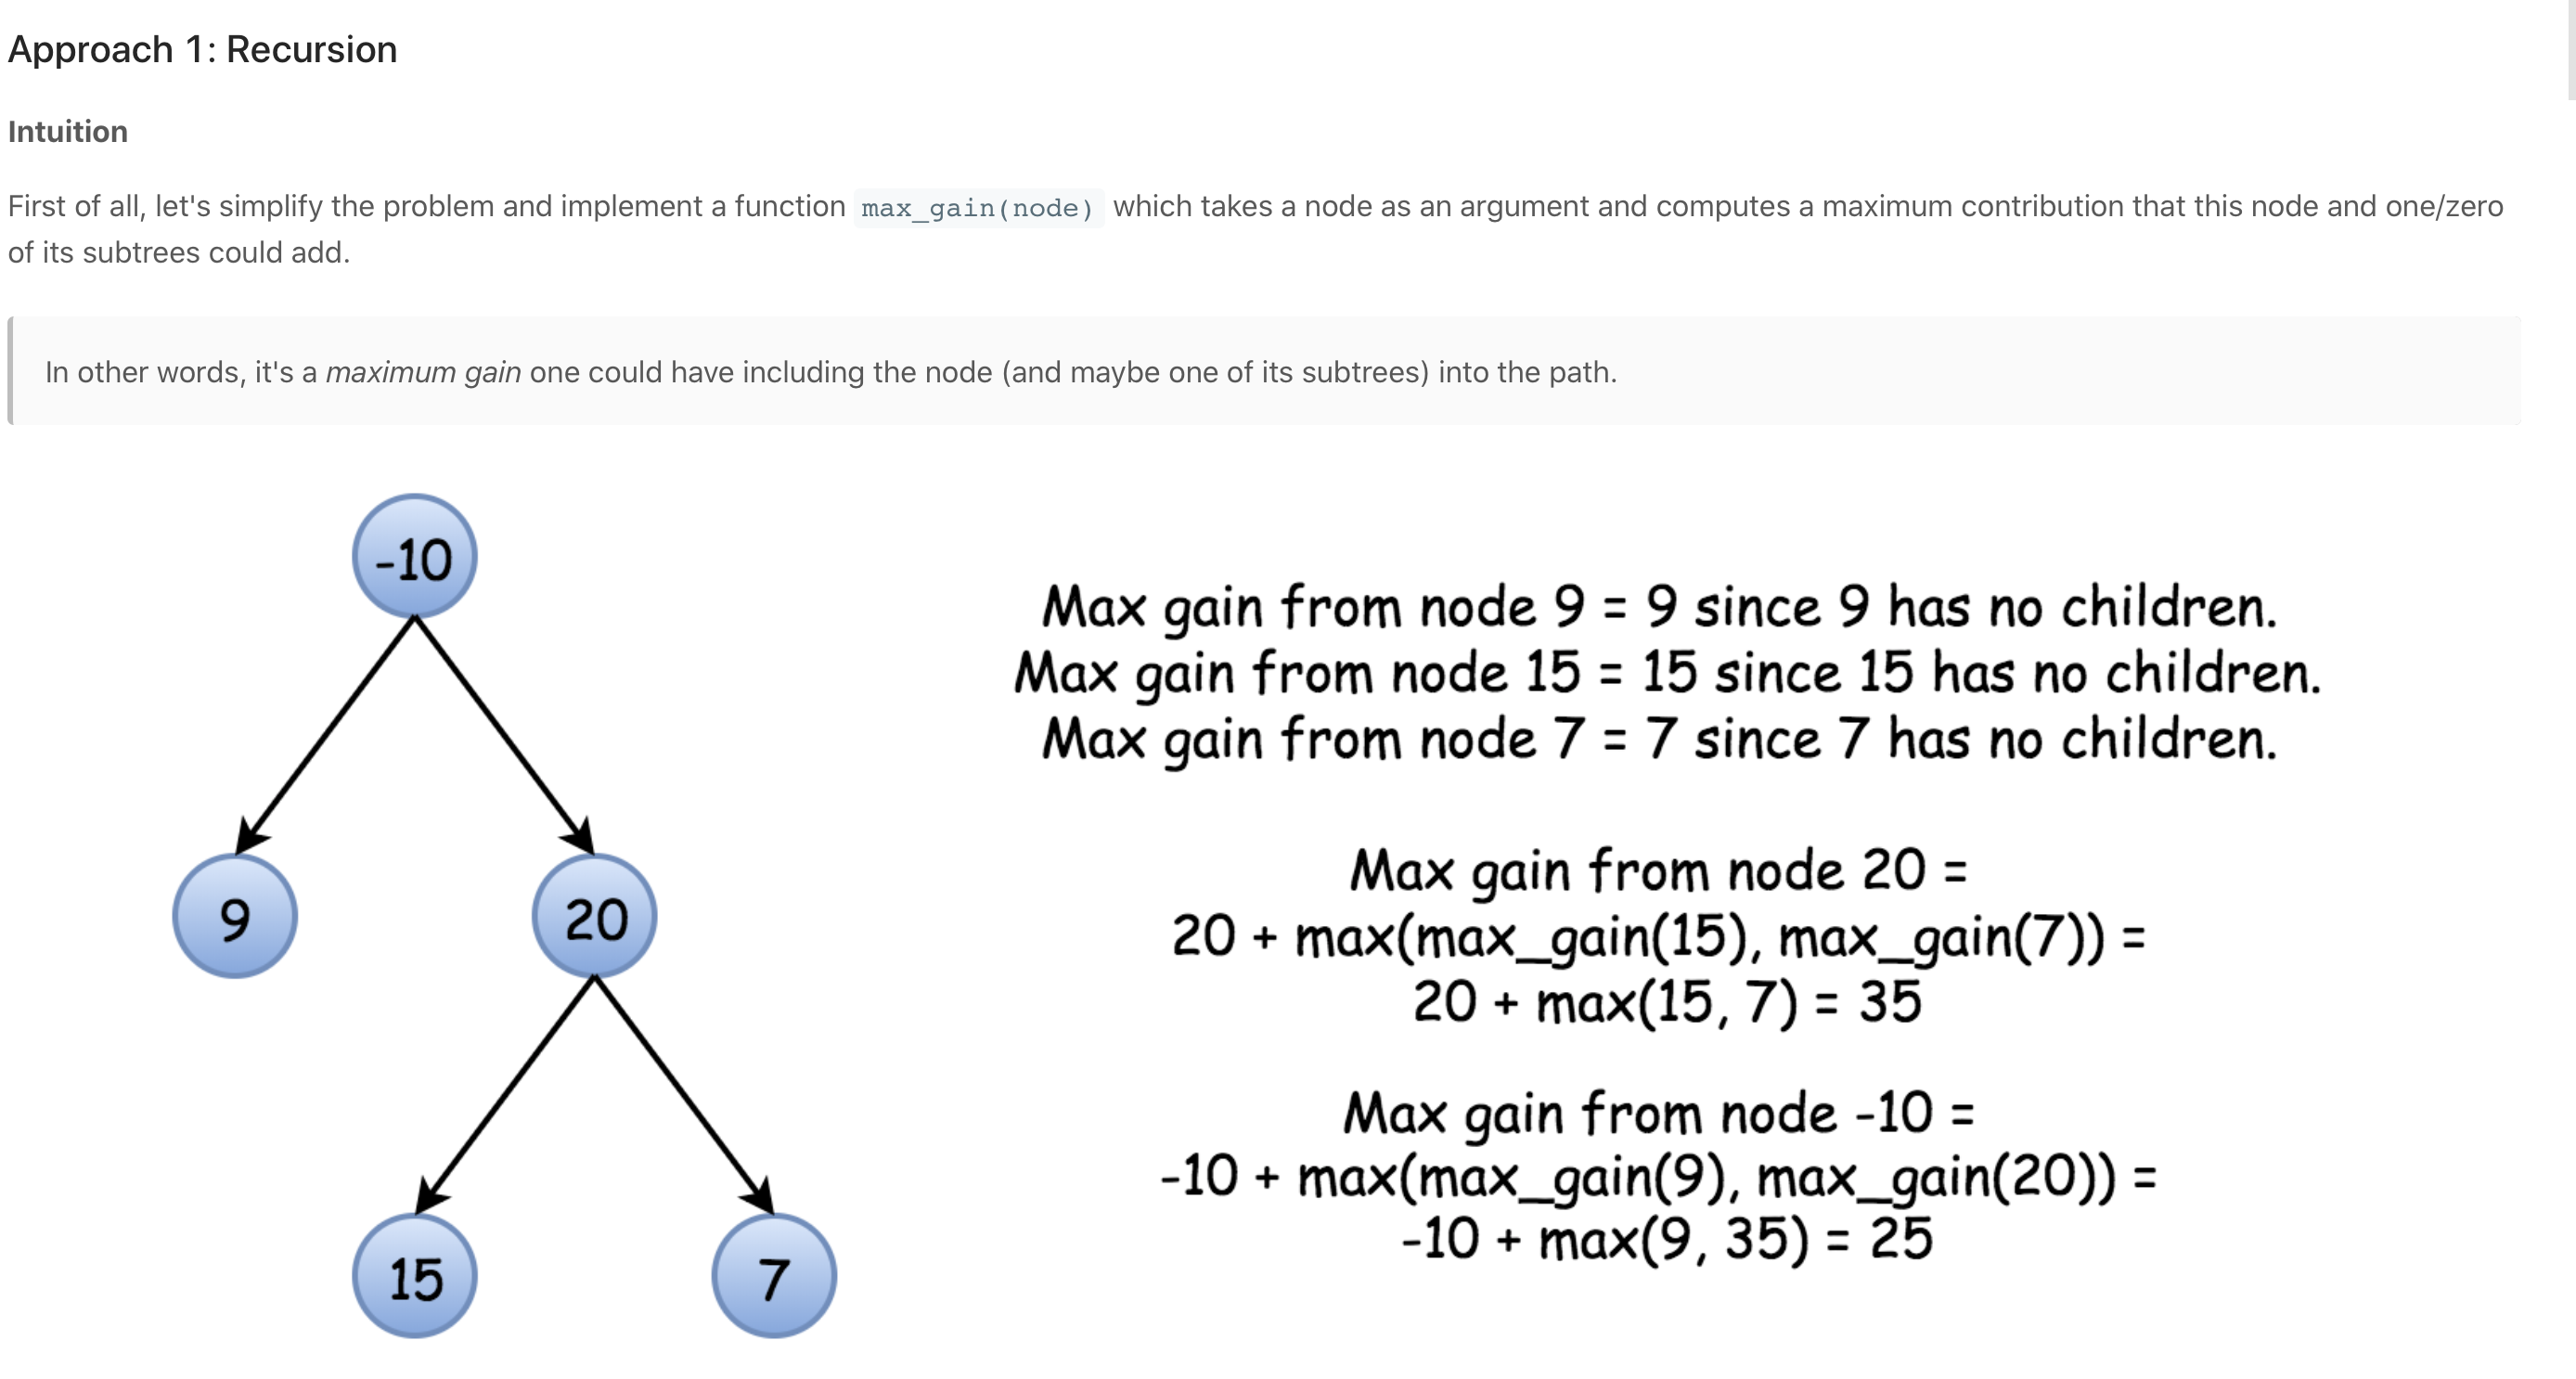 Approach 1: Recursion
Intuition
First of all, let's simplify the problem and implement a function max_gain(node) which takes a node as an argument and computes a maximum contribution that this node and one/zero
of its subtrees could add.
In other words, it's a maximum gain one could have including the node (and maybe one of its subtrees) into the path.
-10
9
20
15
7
Max gain from node 9 = 9 since 9 has no children.
Max gain from node 15 = 15 since 15 has no children.
Max gain from node 7 = 7 since 7 has no children.
Max gain from node 20 =
20 + max(max_gain(15), max_gain(7)) =
20 + max(15, 7) = 35
Max gain from node -10 =
-10 + max(max_gain(9), max_gain(20)) =
-10 + max(9, 35) = 25